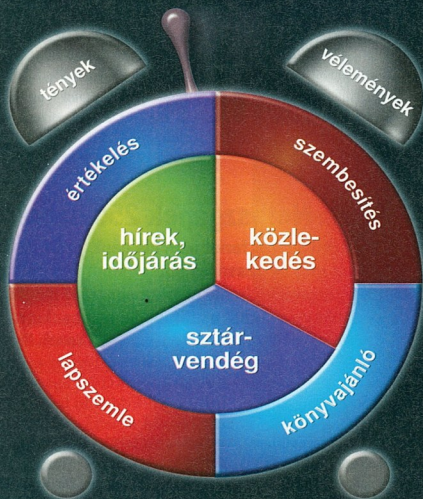 tények
vélemények
értékelés
szembesítés
hírek,
időjárás
közle-
kedés
sztár-
vendég
lapszemle
könyvajánló